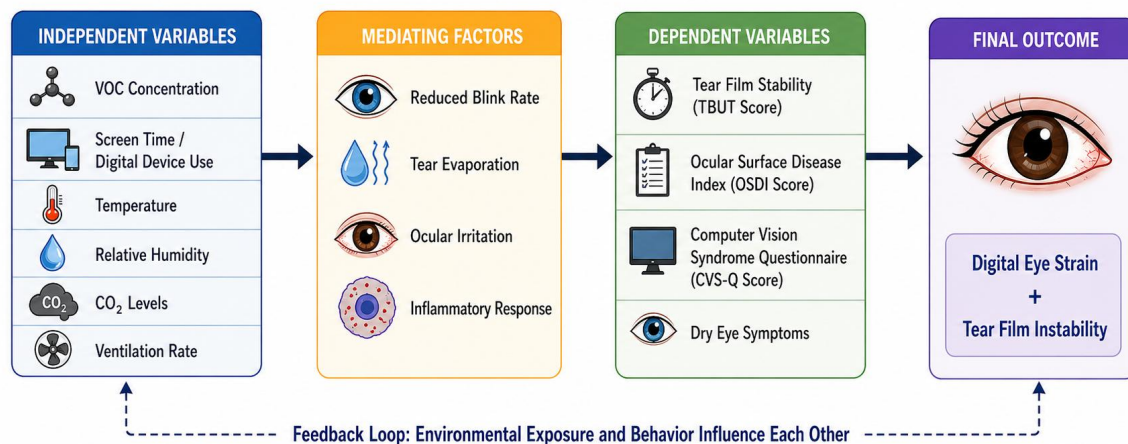 INDEPENDENT VARIABLES
VOC Concentration
Screen Time /
Digital Device Use
Temperature
Relative Humidity
CO₂
CO₂ Levels
Ventilation Rate
MEDIATING FACTORS
Reduced Blink Rate
Tear Evaporation
Ocular Irritation
Inflammatory Response
DEPENDENT VARIABLES
Tear Film Stability
(TBUT Score)
Ocular Surface Disease
Index (OSDI Score)
Computer Vision
Syndrome Questionnaire
(CVS-Q Score)
Dry Eye Symptoms
FINAL OUTCOME
Digital Eye Strain
+
Tear Film Instability
Feedback Loop: Environmental Exposure and Behavior Influence Each Other